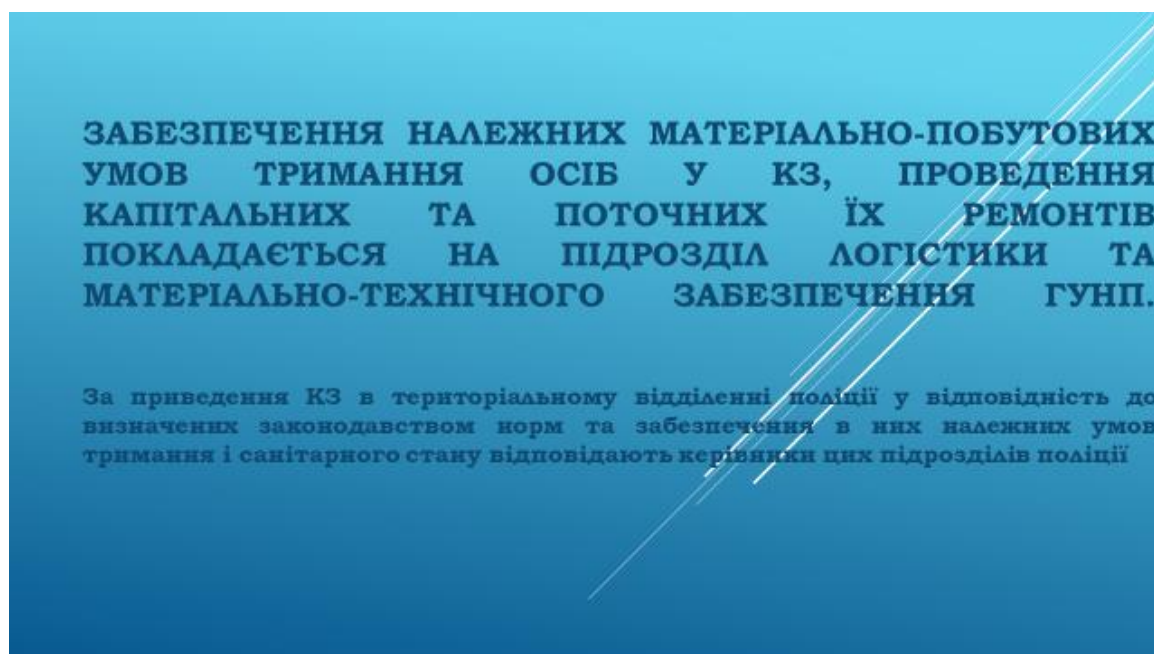 ЗАБЕЗПЕЧЕННЯ НАЛЕЖНИХ МАТЕРІАЛЬНО-ПОБУТОВИХ
УМОВ ТРИМАННЯ ОСІБ У КЗ, ПРОВЕДЕННЯ
КАПІТАЛЬНИХ ТА ПОТОЧНИХ ЇХ РЕМОНТІВ
ПОКЛАДАЄТЬСЯ НА ПІДРОЗДІЛ ЛОГІСТИКИ ТА
МАТЕРІАЛЬНО-ТЕХНІЧНОГО ЗАБЕЗПЕЧЕННЯ ГУНП.
За приведення КЗ в територіальному відділенні поліції у відповідність до
визначених законодавством норм та забезпечення в них належних умов
тримання і санітарного стану відповідають керівники цих підрозділів поліції